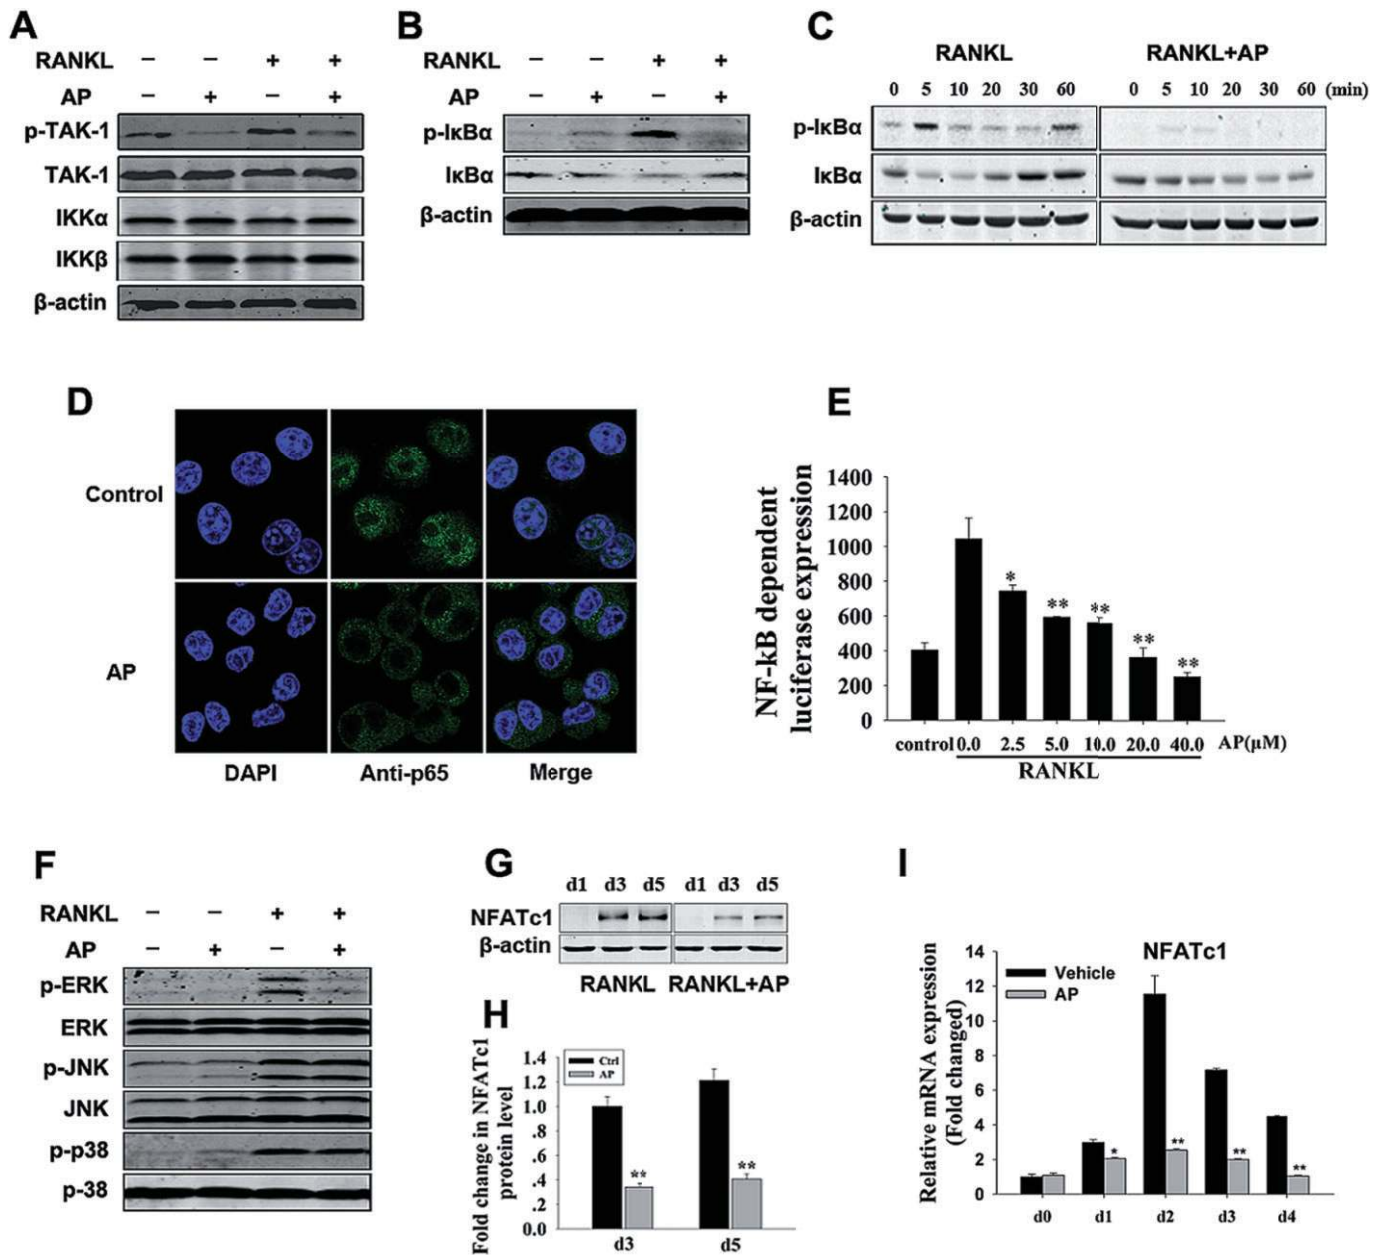 A
RANKL – – + +
AP – + – +
p-TAK-1
TAK-1
IKKα
IKKβ
β-actin
B
RANKL – – + +
AP – + – +
p-IκBα
IκBα
β-actin
C
RANKL RANKL+AP
0 5 10 20 30 60 0 5 10 20 30 60 (min)
p-IκBα
IκBα
β-actin
D
Control
AP
DAPI Anti-p65 Merge
E
NF-kB dependent
luciferase expression
1400
1200
1000
800
600
400
200
0
*
**
**
**
**
control 0.0 2.5 5.0 10.0 20.0 40.0 AP(μM)
RANKL
F
RANKL – – + +
AP – + – +
p-ERK
ERK
p-JNK
JNK
p-p38
p-38
G
d1 d3 d5 d1 d3 d5
NFATc1
β-actin
RANKL RANKL+AP
H
Fold change in NFATc1
protein level
1.4
1.2
1.0
.8
.6
.4
.2
0.0
Ctrl
AP
**
**
d3 d5
I
NFATc1
Relative mRNA expression
(Fold changed)
14
12
10
8
6
4
2
0
Vehicle
AP
*
**
**
**
d0 d1 d2 d3 d4